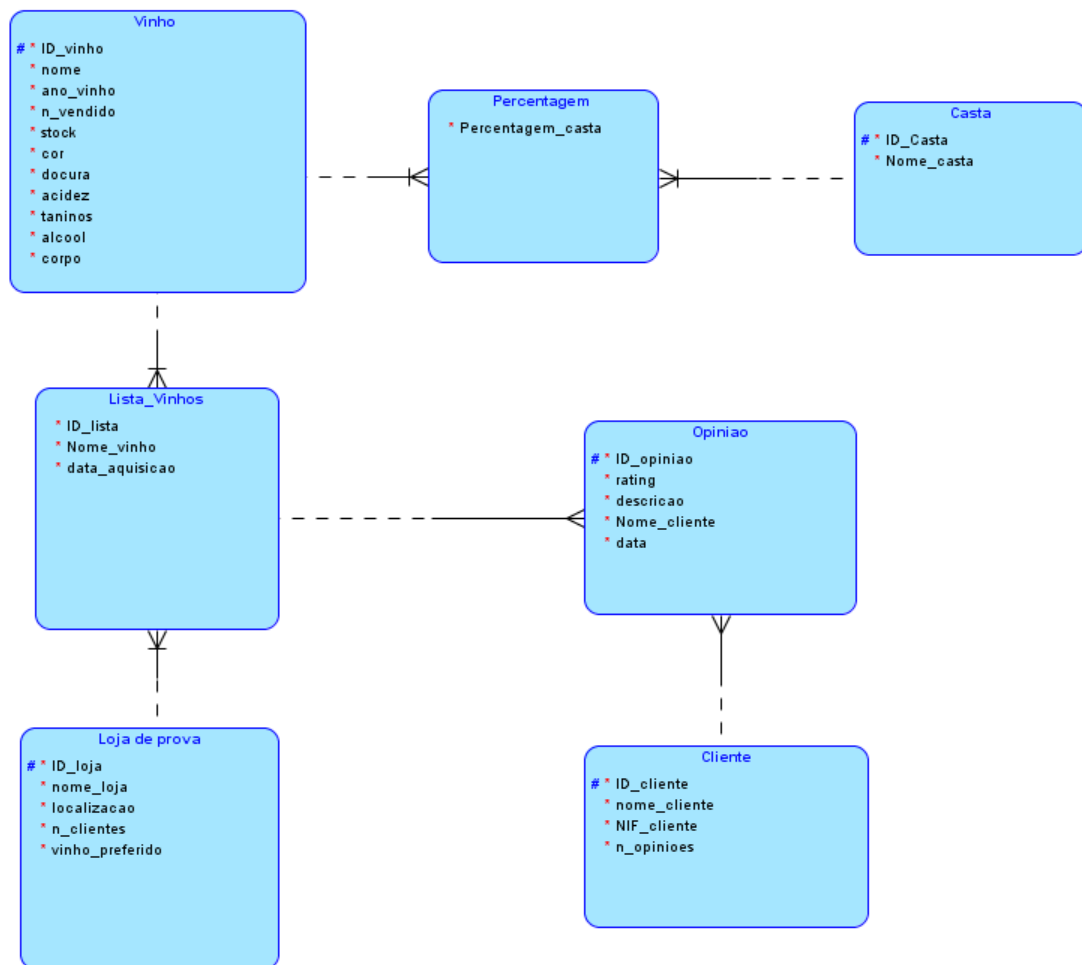 Vinho
# * ID_vinho
* nome
* ano_vinho
* n_vendido
* stock
* cor
* docura
* acidez
* taninos
* alcool
* corpo
Percentagem
* Percentagem_casta
Casta
# * ID_Casta
* Nome_casta
Lista_Vinhos
* ID_lista
* Nome_vinho
* data_aquisicao
Opiniao
# * ID_opiniao
* rating
* descricao
* Nome_cliente
* data
Loja de prova
# * ID_loja
* nome_loja
* localizacao
* n_clientes
* vinho_preferido
Cliente
# * ID_cliente
* nome_cliente
* NIF_cliente
* n_opinioes